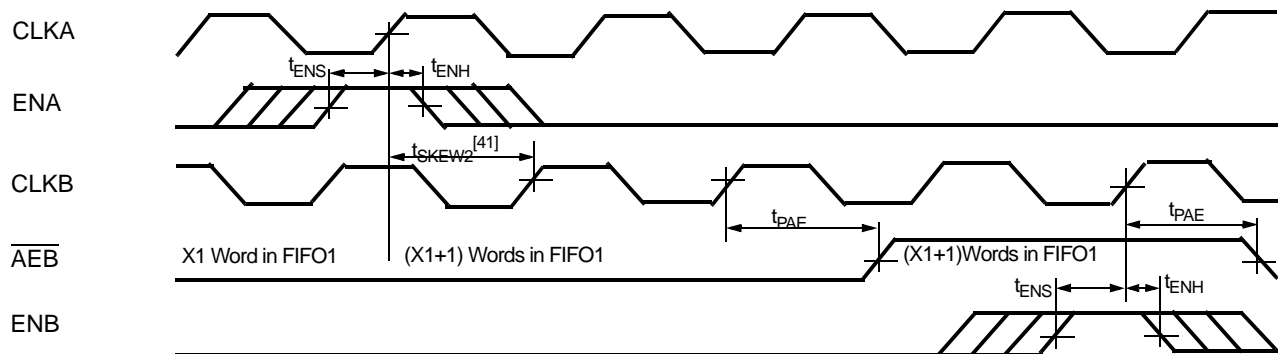 CLKA
tENS tENH
ENA
tSKEW2[41]
CLKB
tPAE tPAE
AEB X1 Word in FIFO1 (X1+1) Words in FIFO1 (X1+1)Words in FIFO1
tENS tENH
ENB